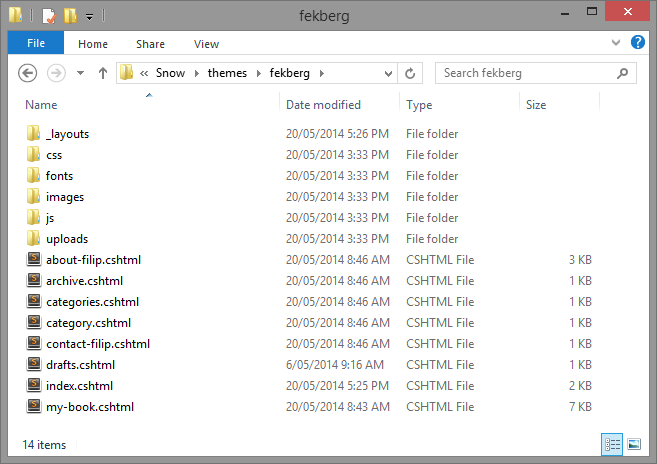 fekberg
File Home Share View
« Snow themes fekberg Search fekberg
Name Date modified Type Size
_layouts 20/05/2014 5:26 PM File folder
css 20/05/2014 3:33 PM File folder
fonts 20/05/2014 3:33 PM File folder
images 20/05/2014 3:33 PM File folder
js 20/05/2014 3:33 PM File folder
uploads 20/05/2014 3:33 PM File folder
about-filip.cshtml 20/05/2014 8:46 AM CSHTML File 3 KB
archive.cshtml 20/05/2014 8:46 AM CSHTML File 1 KB
categories.cshtml 20/05/2014 8:46 AM CSHTML File 1 KB
category.cshtml 20/05/2014 8:46 AM CSHTML File 1 KB
contact-filip.cshtml 20/05/2014 8:46 AM CSHTML File 1 KB
drafts.cshtml 6/05/2014 9:16 AM CSHTML File 1 KB
index.cshtml 20/05/2014 5:25 PM CSHTML File 2 KB
my-book.cshtml 20/05/2014 8:43 AM CSHTML File 7 KB
14 items